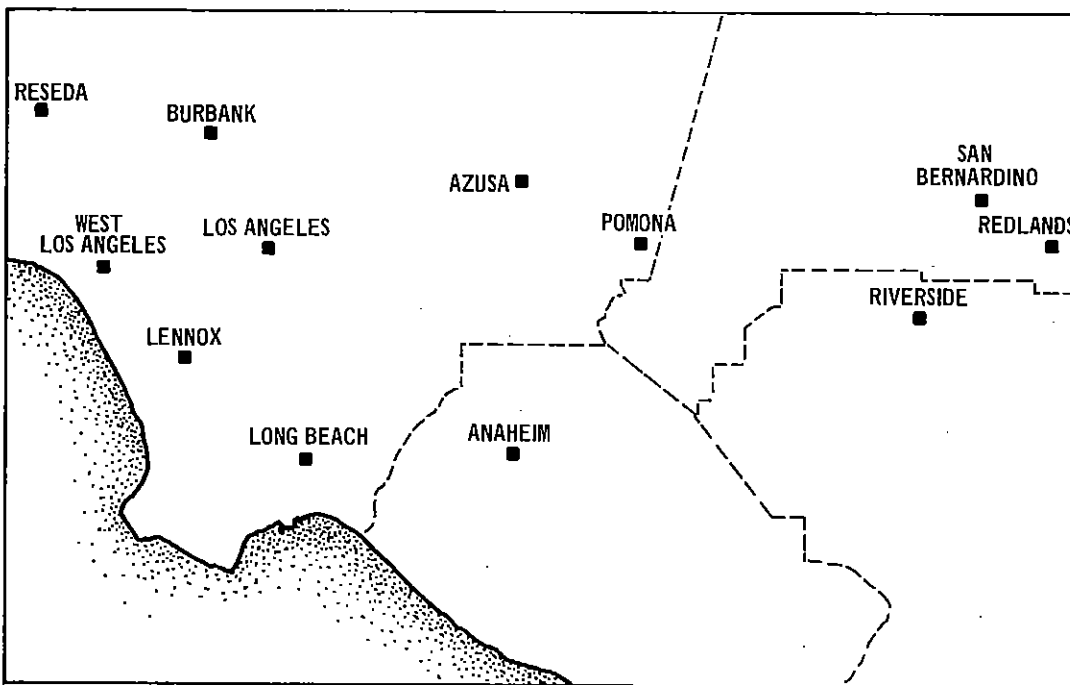 RESEDA
BURBANK
AZUSA
SAN
BERNARDINO
WEST
LOS ANGELES
LOS ANGELES
POMONA
REDLANDS
RIVERSIDE
LENNOX
LONG BEACH
ANAHEIM